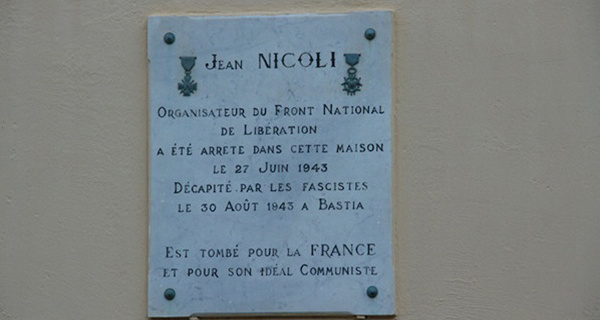 Jean NICOLI
Organisateur du Front National
de Libération
a été arrete dans cette maison
le 27 Juin 1943
Décapité par les fascistes
le 30 Août 1943 a Bastia
Est tombé pour la FRANCE
et pour son idéal Communiste